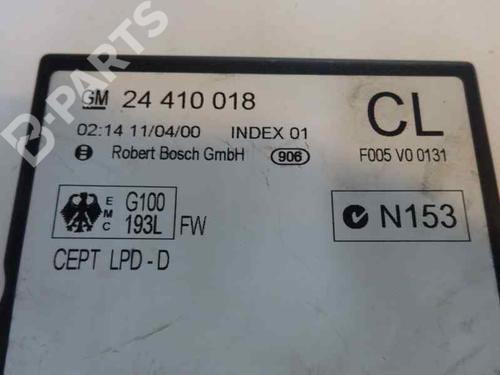 B-PARTS
GM 24 410 018 CL
02:14 11/04/00 INDEX 01
Robert Bosch GmbH 906 F005 V0 0131
EMC G100
193L FW
N153
CEPT LPD - D